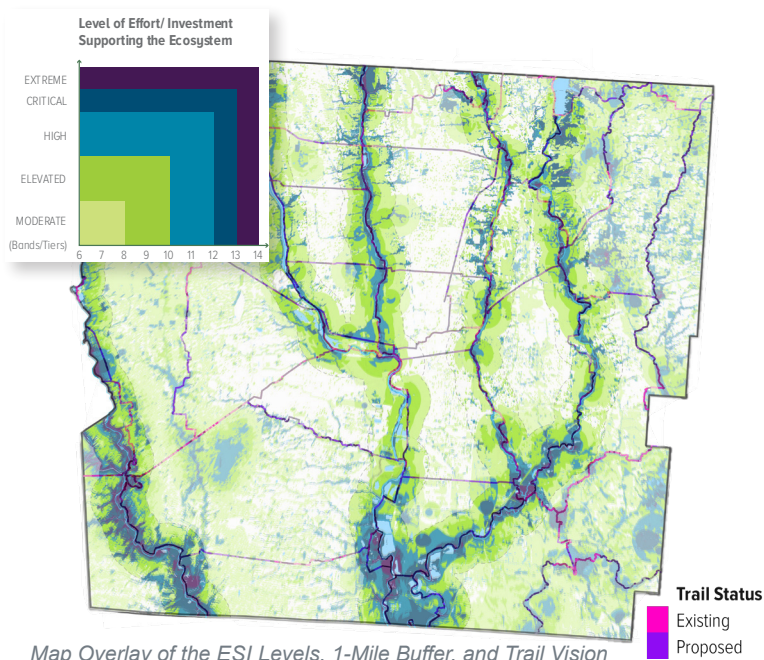 Level of Effort/ Investment
Supporting the Ecosystem
EXTREME
CRITICAL
HIGH
ELEVATED
MODERATE
(Bands/Tiers)
6 7 8 9 10 11 12 13 14
Trail Status
Existing
Proposed
Map Overlay of the ESI Levels, 1-Mile Buffer, and Trail Vision